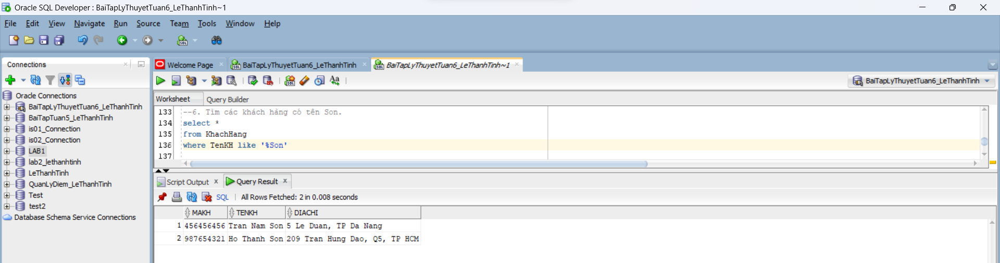 Oracle SQL Developer : BaiTapLyThuyetTuan6_LeThanhTinh~1
File Edit View Navigate Run Source Team Tools Window Help
Connections
Welcome Page BaiTapLyThuyetTuan6_LeThanhTinh BaiTapLyThuyetTuan6_LeThanhTinh~1
BaiTapLyThuyetTuan6_LeThanhTinh
Oracle Connections
BaiTapLyThuyetTuan6_LeThanhTinh
BaiTapTuan5_LeThanhTinh
is01_Connection
is02_Connection
LAB1
lab2_lethanhtinh
LeThanhTinh
QuanLyDiem_LeThanhTinh
Test
test2
Database Schema Service Connections
Worksheet Query Builder
133 --6. Tìm các khách hàng có tên Son.
134 select *
135 from KhachHang
136 where TenKH like '%Son'
137
Script Output x Query Result x
SQL | All Rows Fetched: 2 in 0.008 seconds
MAKH TENKH DIACHI
1 456456456 Tran Nam Son 5 Le Duan, TP Da Nang
2 987654321 Ho Thanh Son 209 Tran Hung Dao, Q5, TP HCM